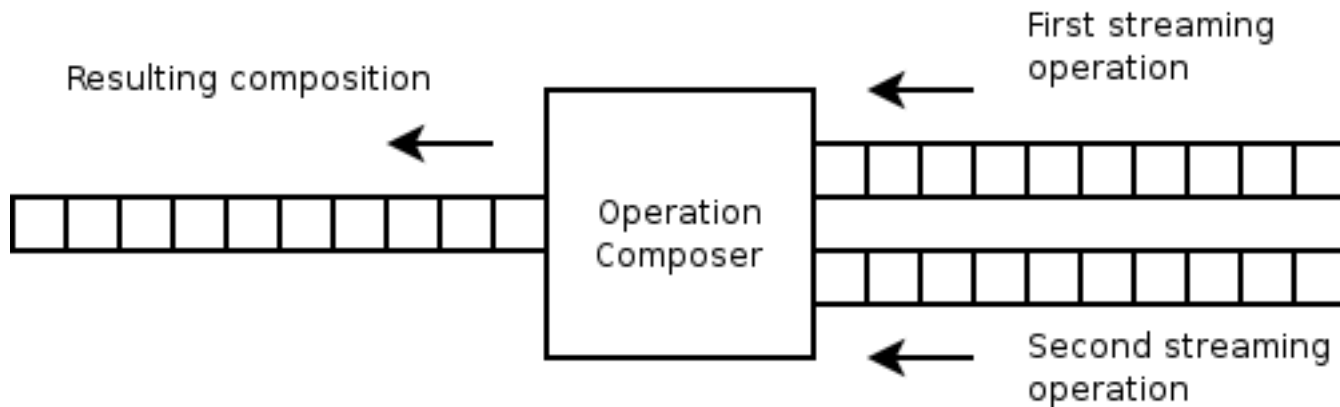 First streaming
operation
Resulting composition
Operation
Composer
Second streaming
operation